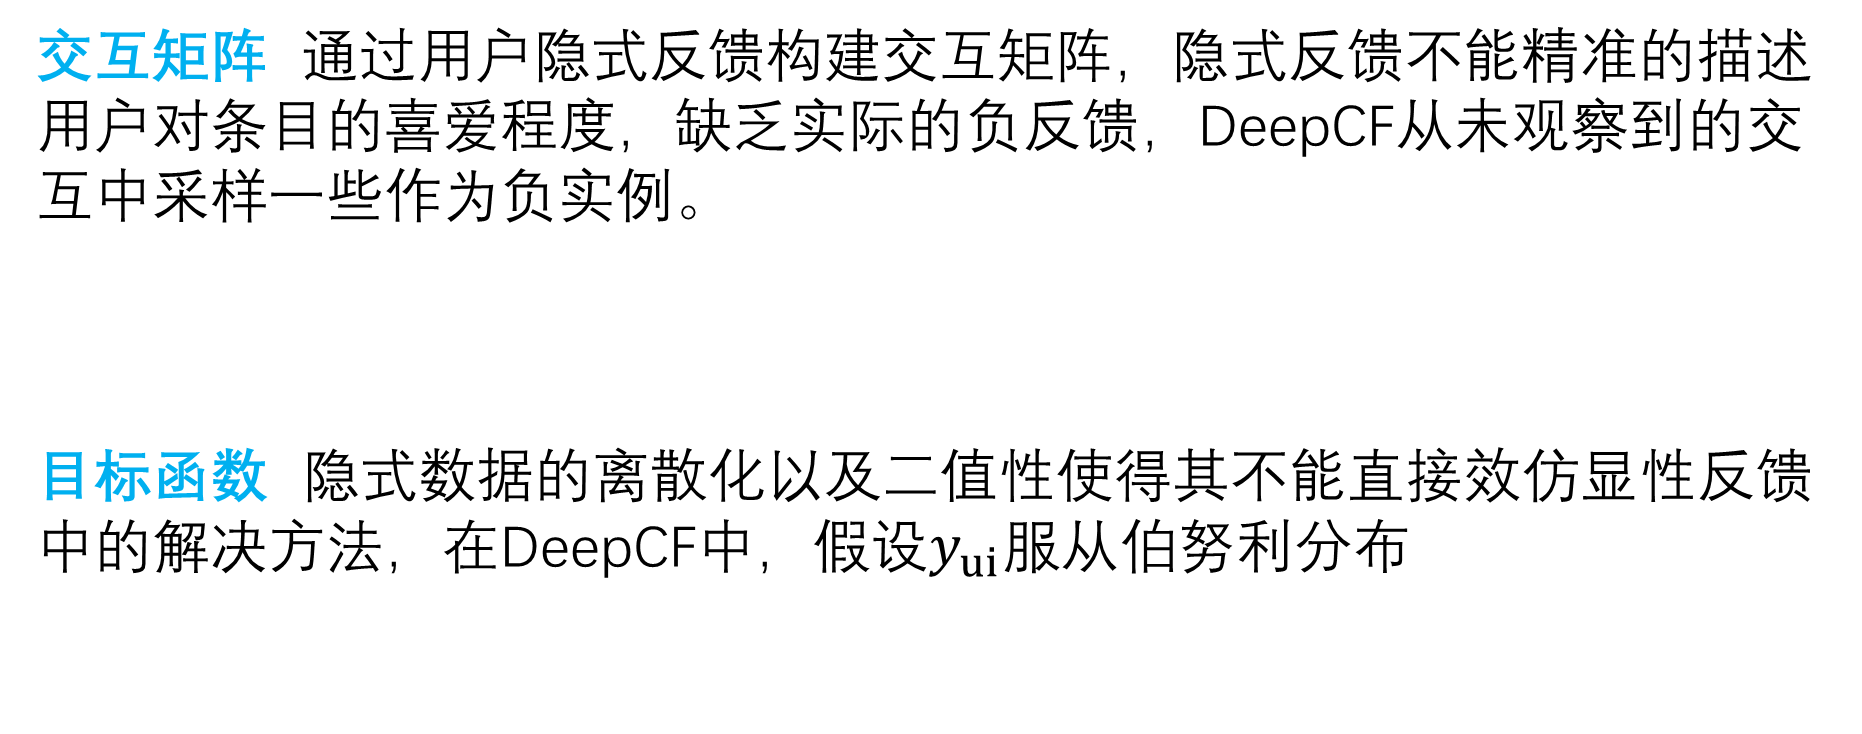 交互矩阵 通过用户隐式反馈构建交互矩阵，隐式反馈不能精准的描述
用户对条目的喜爱程度，缺乏实际的负反馈，DeepCF从未观察到的交
互中采样一些作为负实例。
目标函数 隐式数据的离散化以及二值性使得其不能直接效仿显性反馈
中的解决方法，在DeepCF中，假设y_ui服从伯努利分布